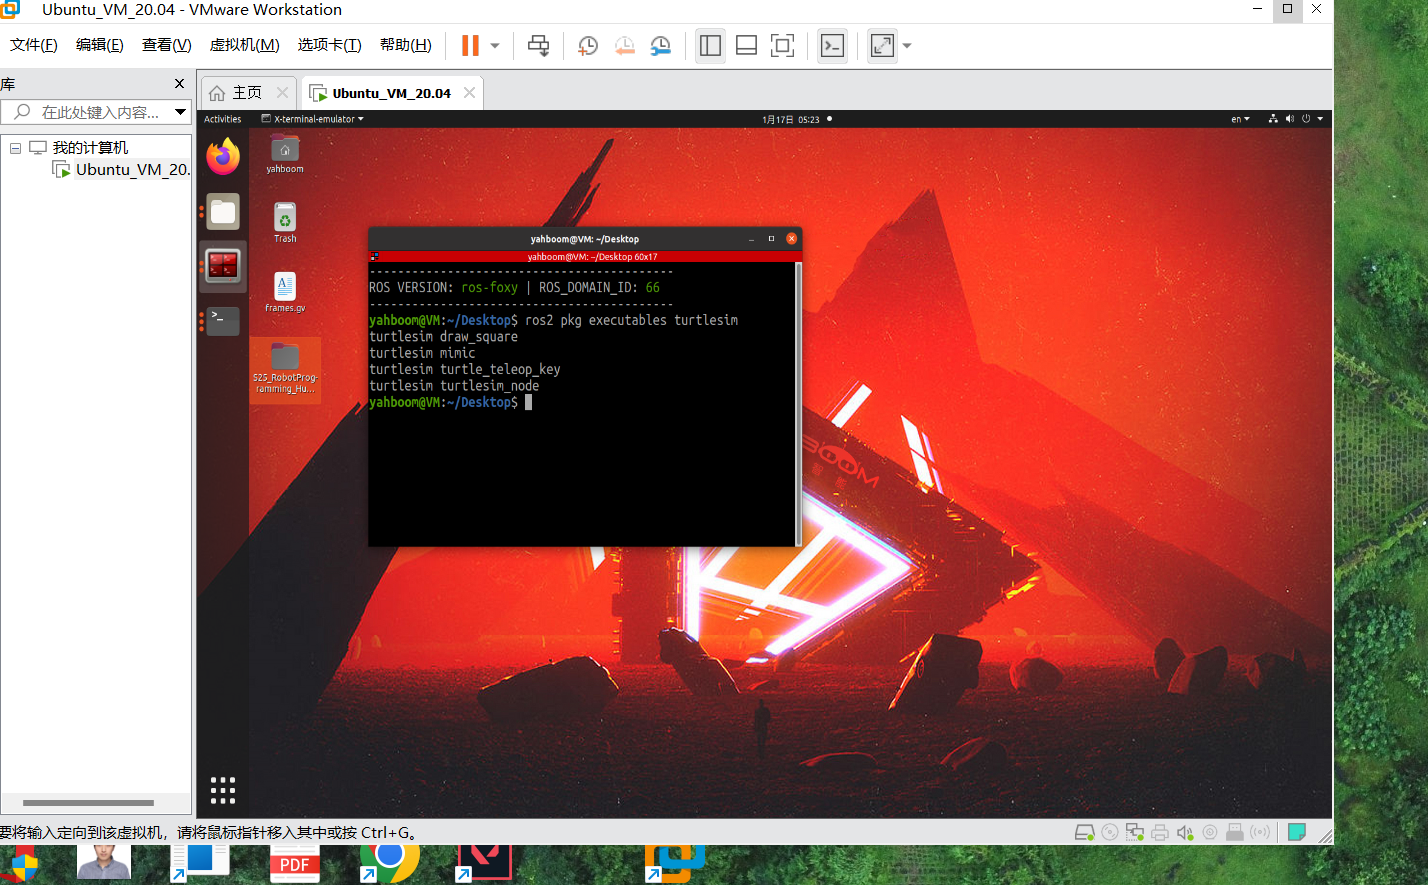 Ubuntu_VM_20.04 - VMware Workstation
文件(F) 编辑(E) 查看(V) 虚拟机(M) 选项卡(T) 帮助(H)
库
在此处键入内容...
我的计算机
Ubuntu_VM_20.
主页
Ubuntu_VM_20.04
Activities
X-terminal-emulator
1月17日 05:23
en
yahboom
Trash
frames.gv
S25_RobotProg-
ramming_Hu...
yahboom@VM: ~/Desktop
yahboom@VM: ~/Desktop 60x17
-------------------------------------------
ROS VERSION: ros-foxy | ROS_DOMAIN_ID: 66
-------------------------------------------
yahboom@VM:~/Desktop$ ros2 pkg executables turtlesim
turtlesim draw_square
turtlesim mimic
turtlesim turtle_teleop_key
turtlesim turtlesim_node
yahboom@VM:~/Desktop$
BOOM
要将输入定向到该虚拟机，请将鼠标指针移入其中或按 Ctrl+G。
PDF